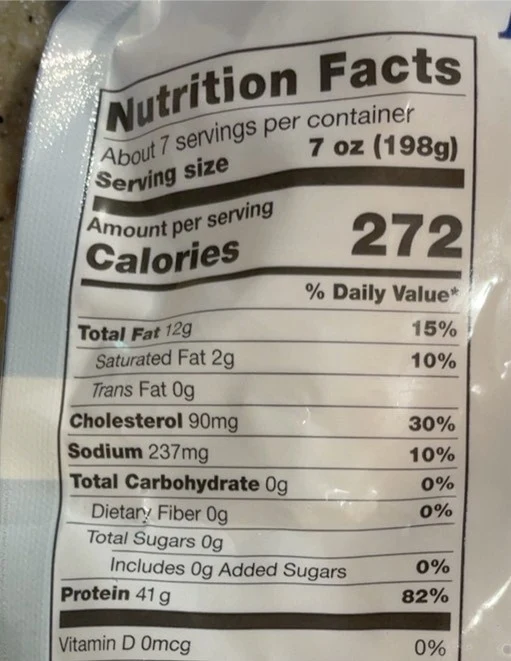 Nutrition Facts
About 7 servings per container
Serving size 7 oz (198g)
Amount per serving
Calories 272
% Daily Value*
Total Fat 12g 15%
Saturated Fat 2g 10%
Trans Fat 0g
Cholesterol 90mg 30%
Sodium 237mg 10%
Total Carbohydrate 0g 0%
Dietary Fiber 0g 0%
Total Sugars 0g
Includes 0g Added Sugars 0%
Protein 41g 82%
Vitamin D 0mcg 0%